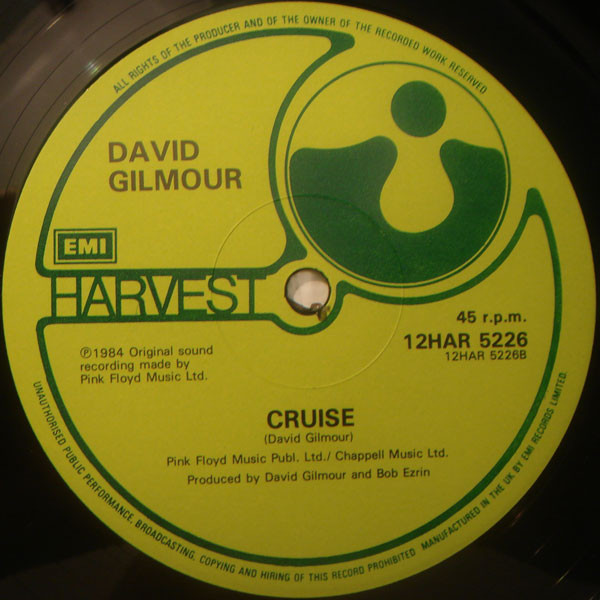 ALL RIGHTS OF THE PRODUCER AND OF THE OWNER OF THE RECORDED WORK RESERVED
DAVID
GILMOUR
EMI
HARVEST
45 r.p.m.
12HAR 5226
12HAR 5226B
Ⓟ1984 Original sound
recording made by
Pink Floyd Music Ltd.
CRUISE
(David Gilmour)
Pink Floyd Music Publ. Ltd./ Chappell Music Ltd.
Produced by David Gilmour and Bob Ezrin
UNAUTHORISED PUBLIC PERFORMANCE, BROADCASTING, COPYING AND HIRING OF THIS RECORD PROHIBITED. MANUFACTURED IN THE UK BY EMI RECORDS LIMITED.